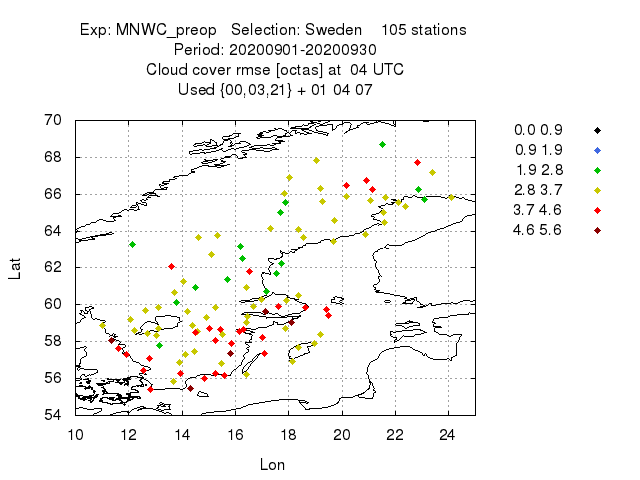 Exp: MNWC_preop Selection: Sweden 105 stations
Period: 20200901-20200930
Cloud cover rmse [octas] at 04 UTC
Used {00,03,21} + 01 04 07
70
68
66
64
62
60
58
56
54
10 12 14 16 18 20 22 24
Lat
Lon
0.0 0.9
0.9 1.9
1.9 2.8
2.8 3.7
3.7 4.6
4.6 5.6